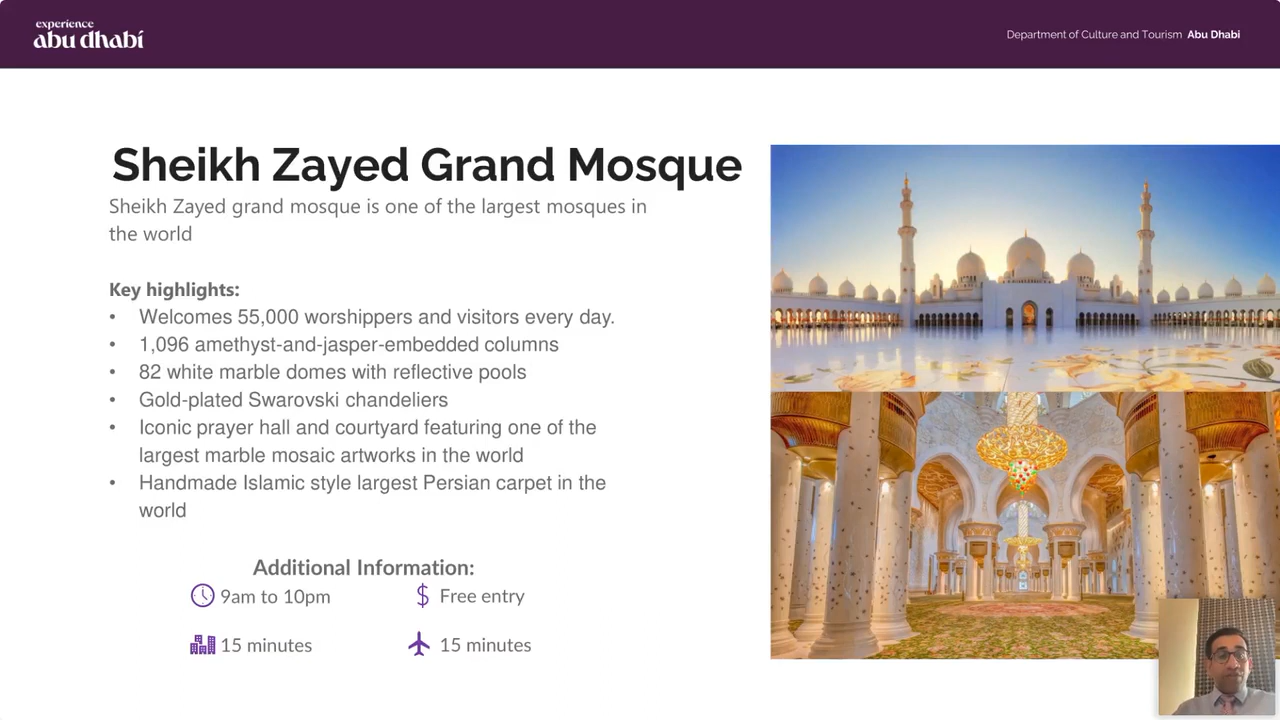 experience
abu dhabi
Department of Culture and Tourism Abu Dhabi
Sheikh Zayed Grand Mosque
Sheikh Zayed grand mosque is one of the largest mosques in
the world
Key highlights:
• Welcomes 55,000 worshippers and visitors every day.
• 1,096 amethyst-and-jasper-embedded columns
• 82 white marble domes with reflective pools
• Gold-plated Swarovski chandeliers
• Iconic prayer hall and courtyard featuring one of the
largest marble mosaic artworks in the world
• Handmade Islamic style largest Persian carpet in the
world
Additional Information:
9am to 10pm
$ Free entry
15 minutes
15 minutes